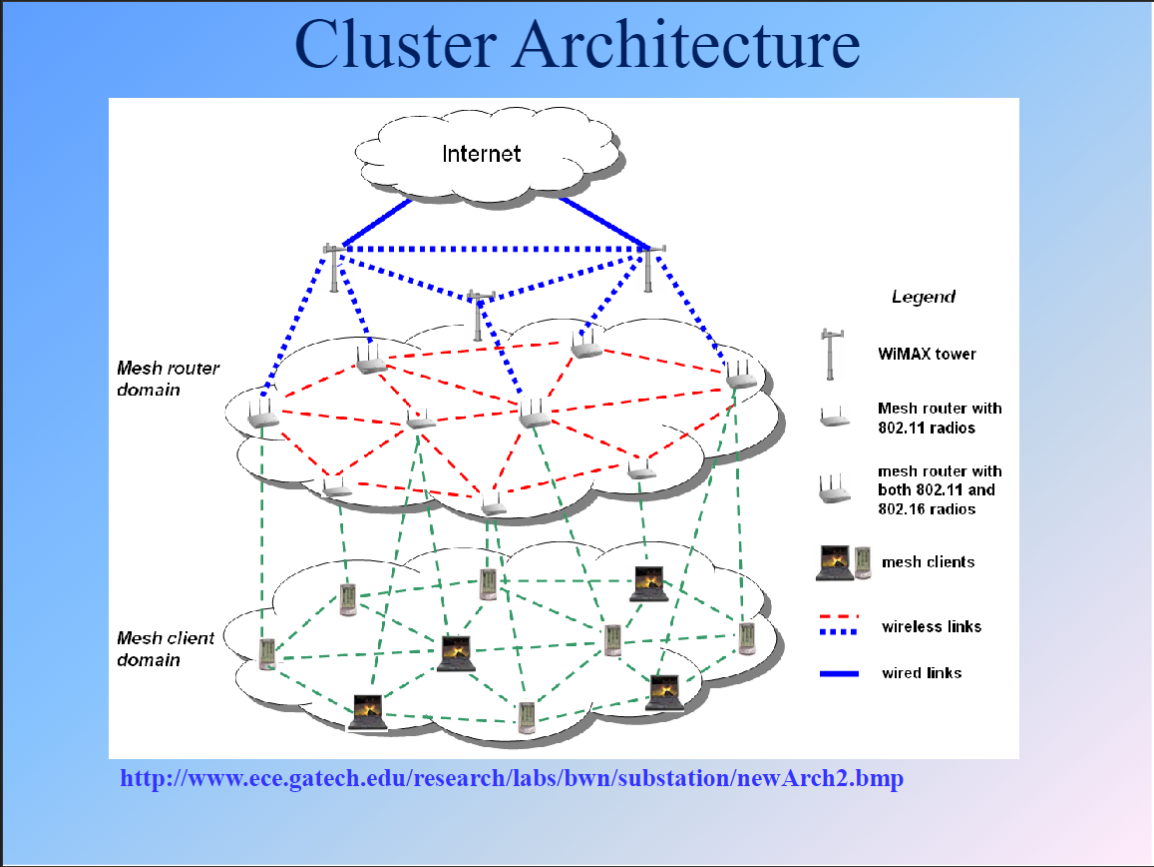 Cluster Architecture
Internet
Legend
WiMAX tower
Mesh router
domain
Mesh router with
802.11 radios
mesh router with
both 802.11 and
802.16 radios
mesh clients
wireless links
Mesh client
domain
wired links
http://www.ece.gatech.edu/research/labs/bwn/substation/newArch2.bmp